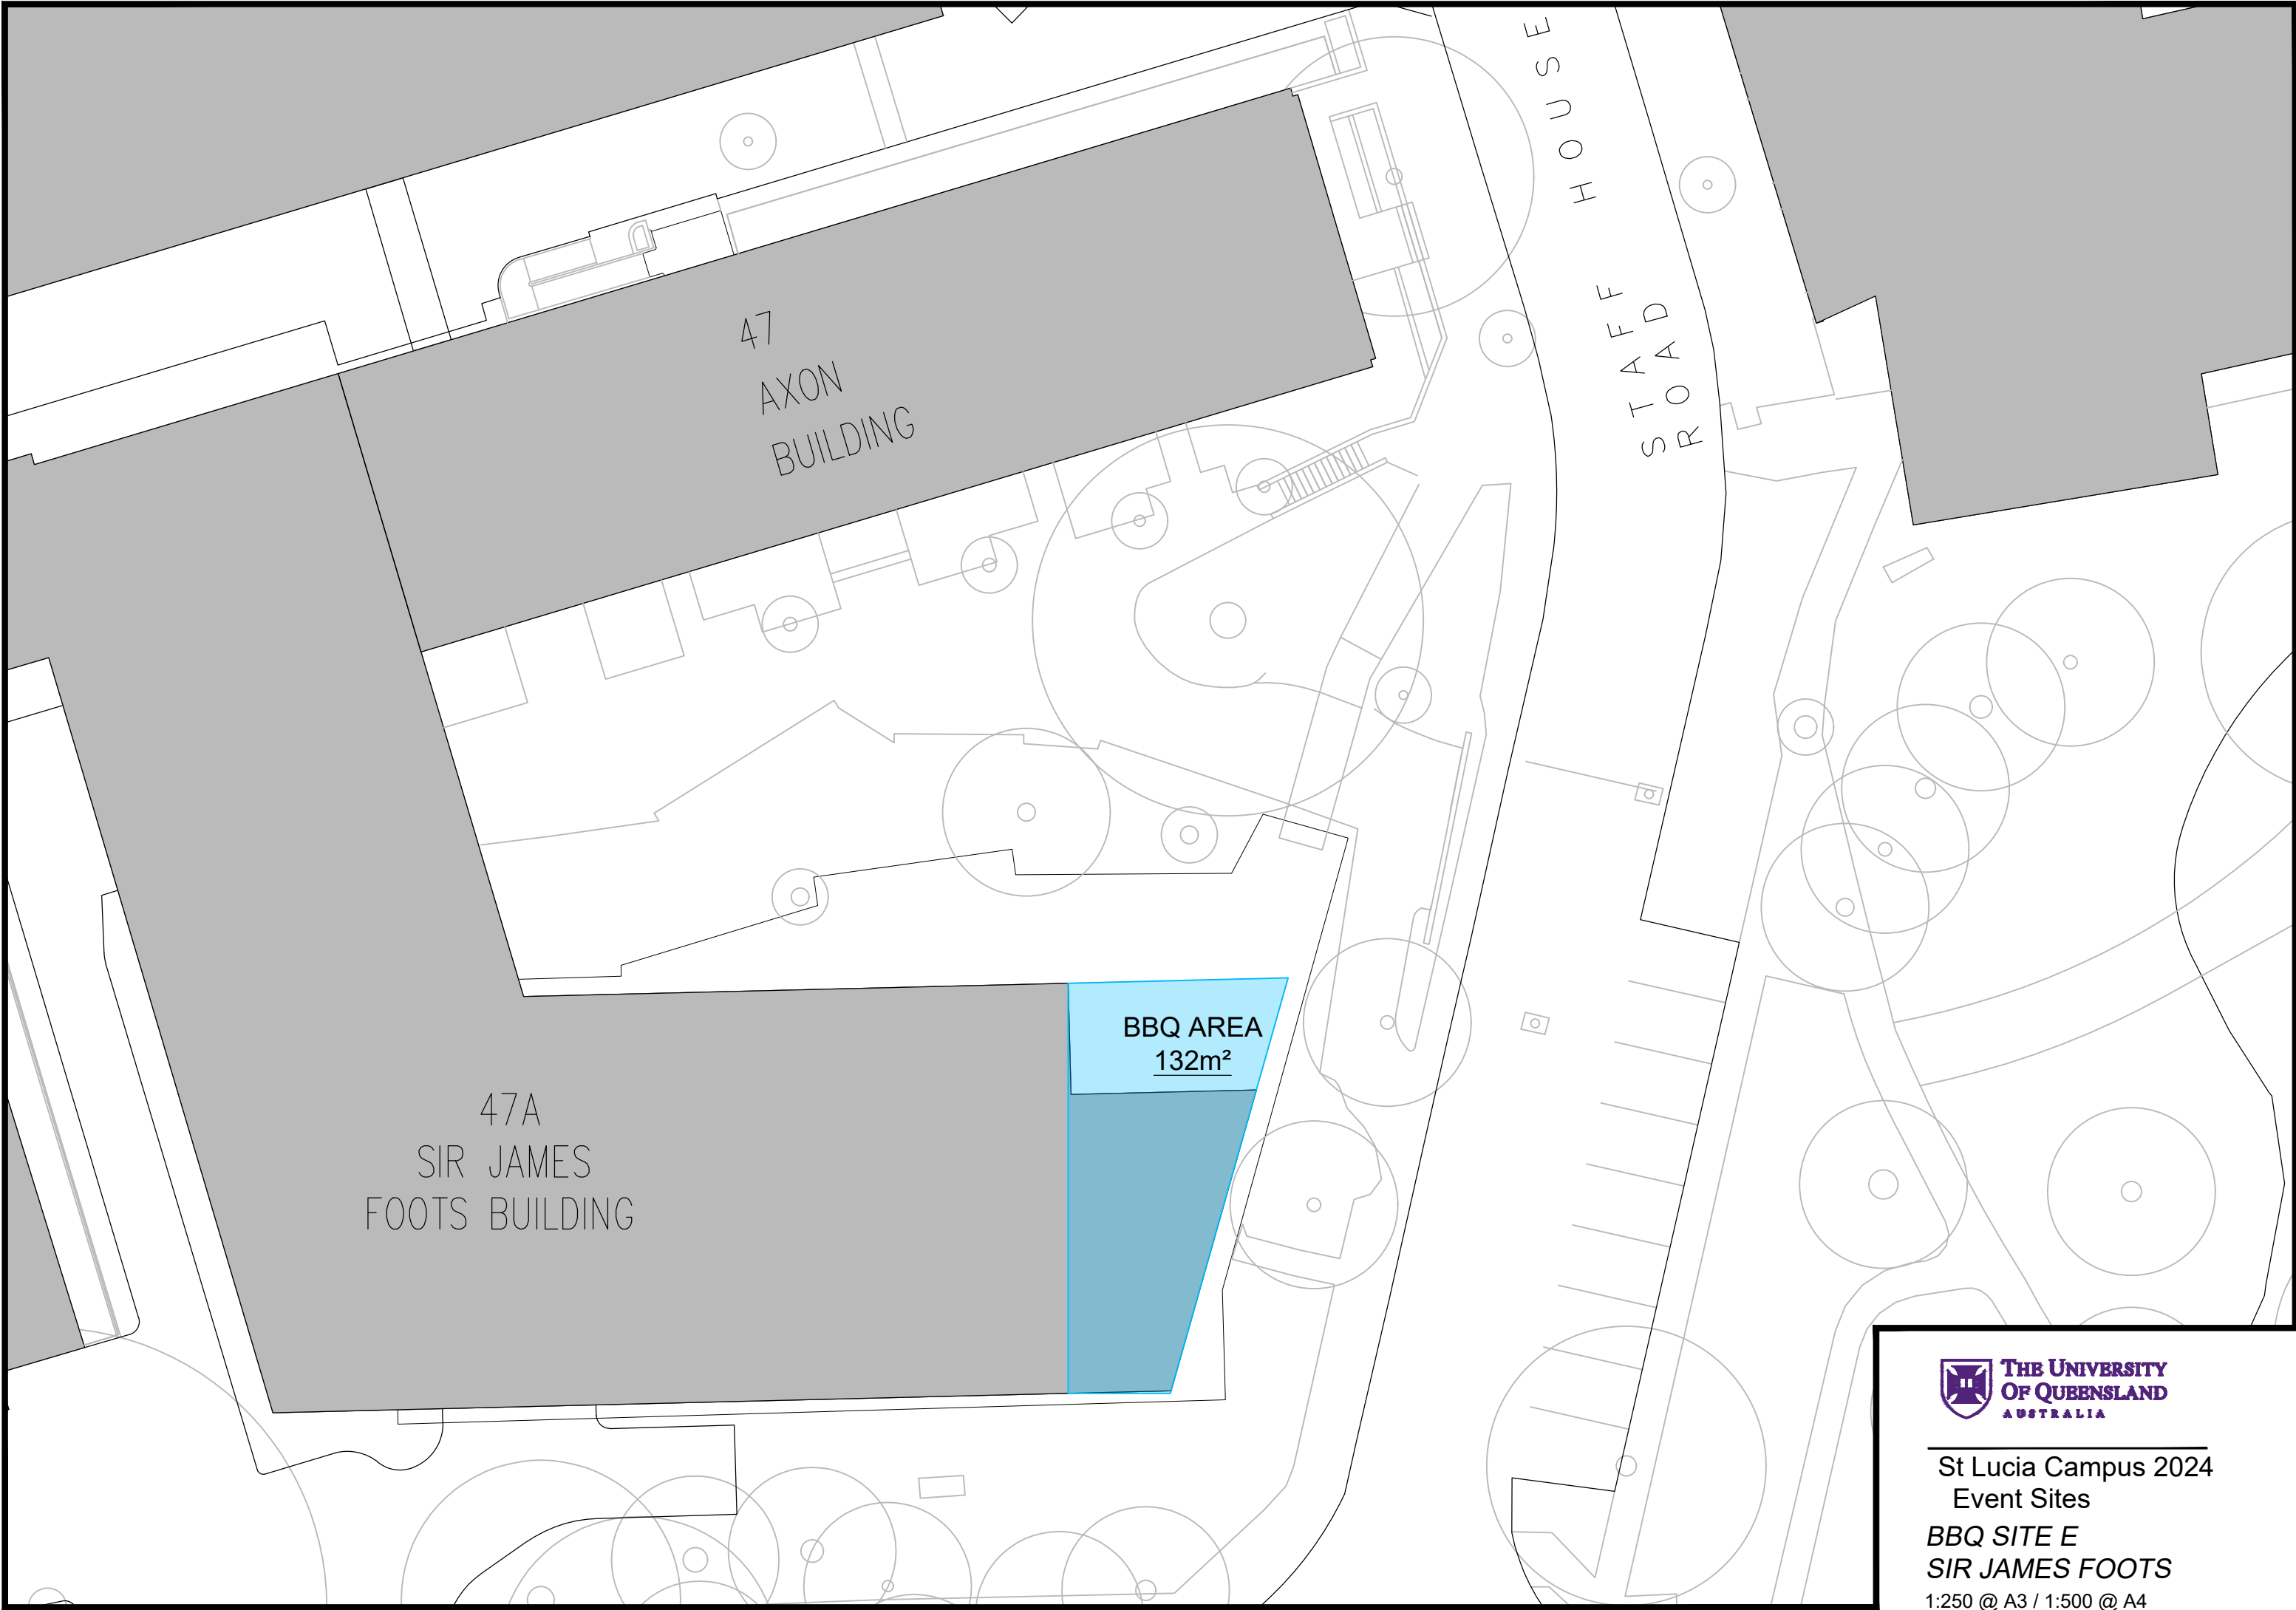 STAFF HOUSE
ROAD
47
AXON
BUILDING
BBQ AREA
132m²
47A
SIR JAMES
FOOTS BUILDING
THE UNIVERSITY
OF QUEENSLAND
AUSTRALIA
St Lucia Campus 2024
Event Sites
BBQ SITE E
SIR JAMES FOOTS
1:250 @ A3 / 1:500 @ A4